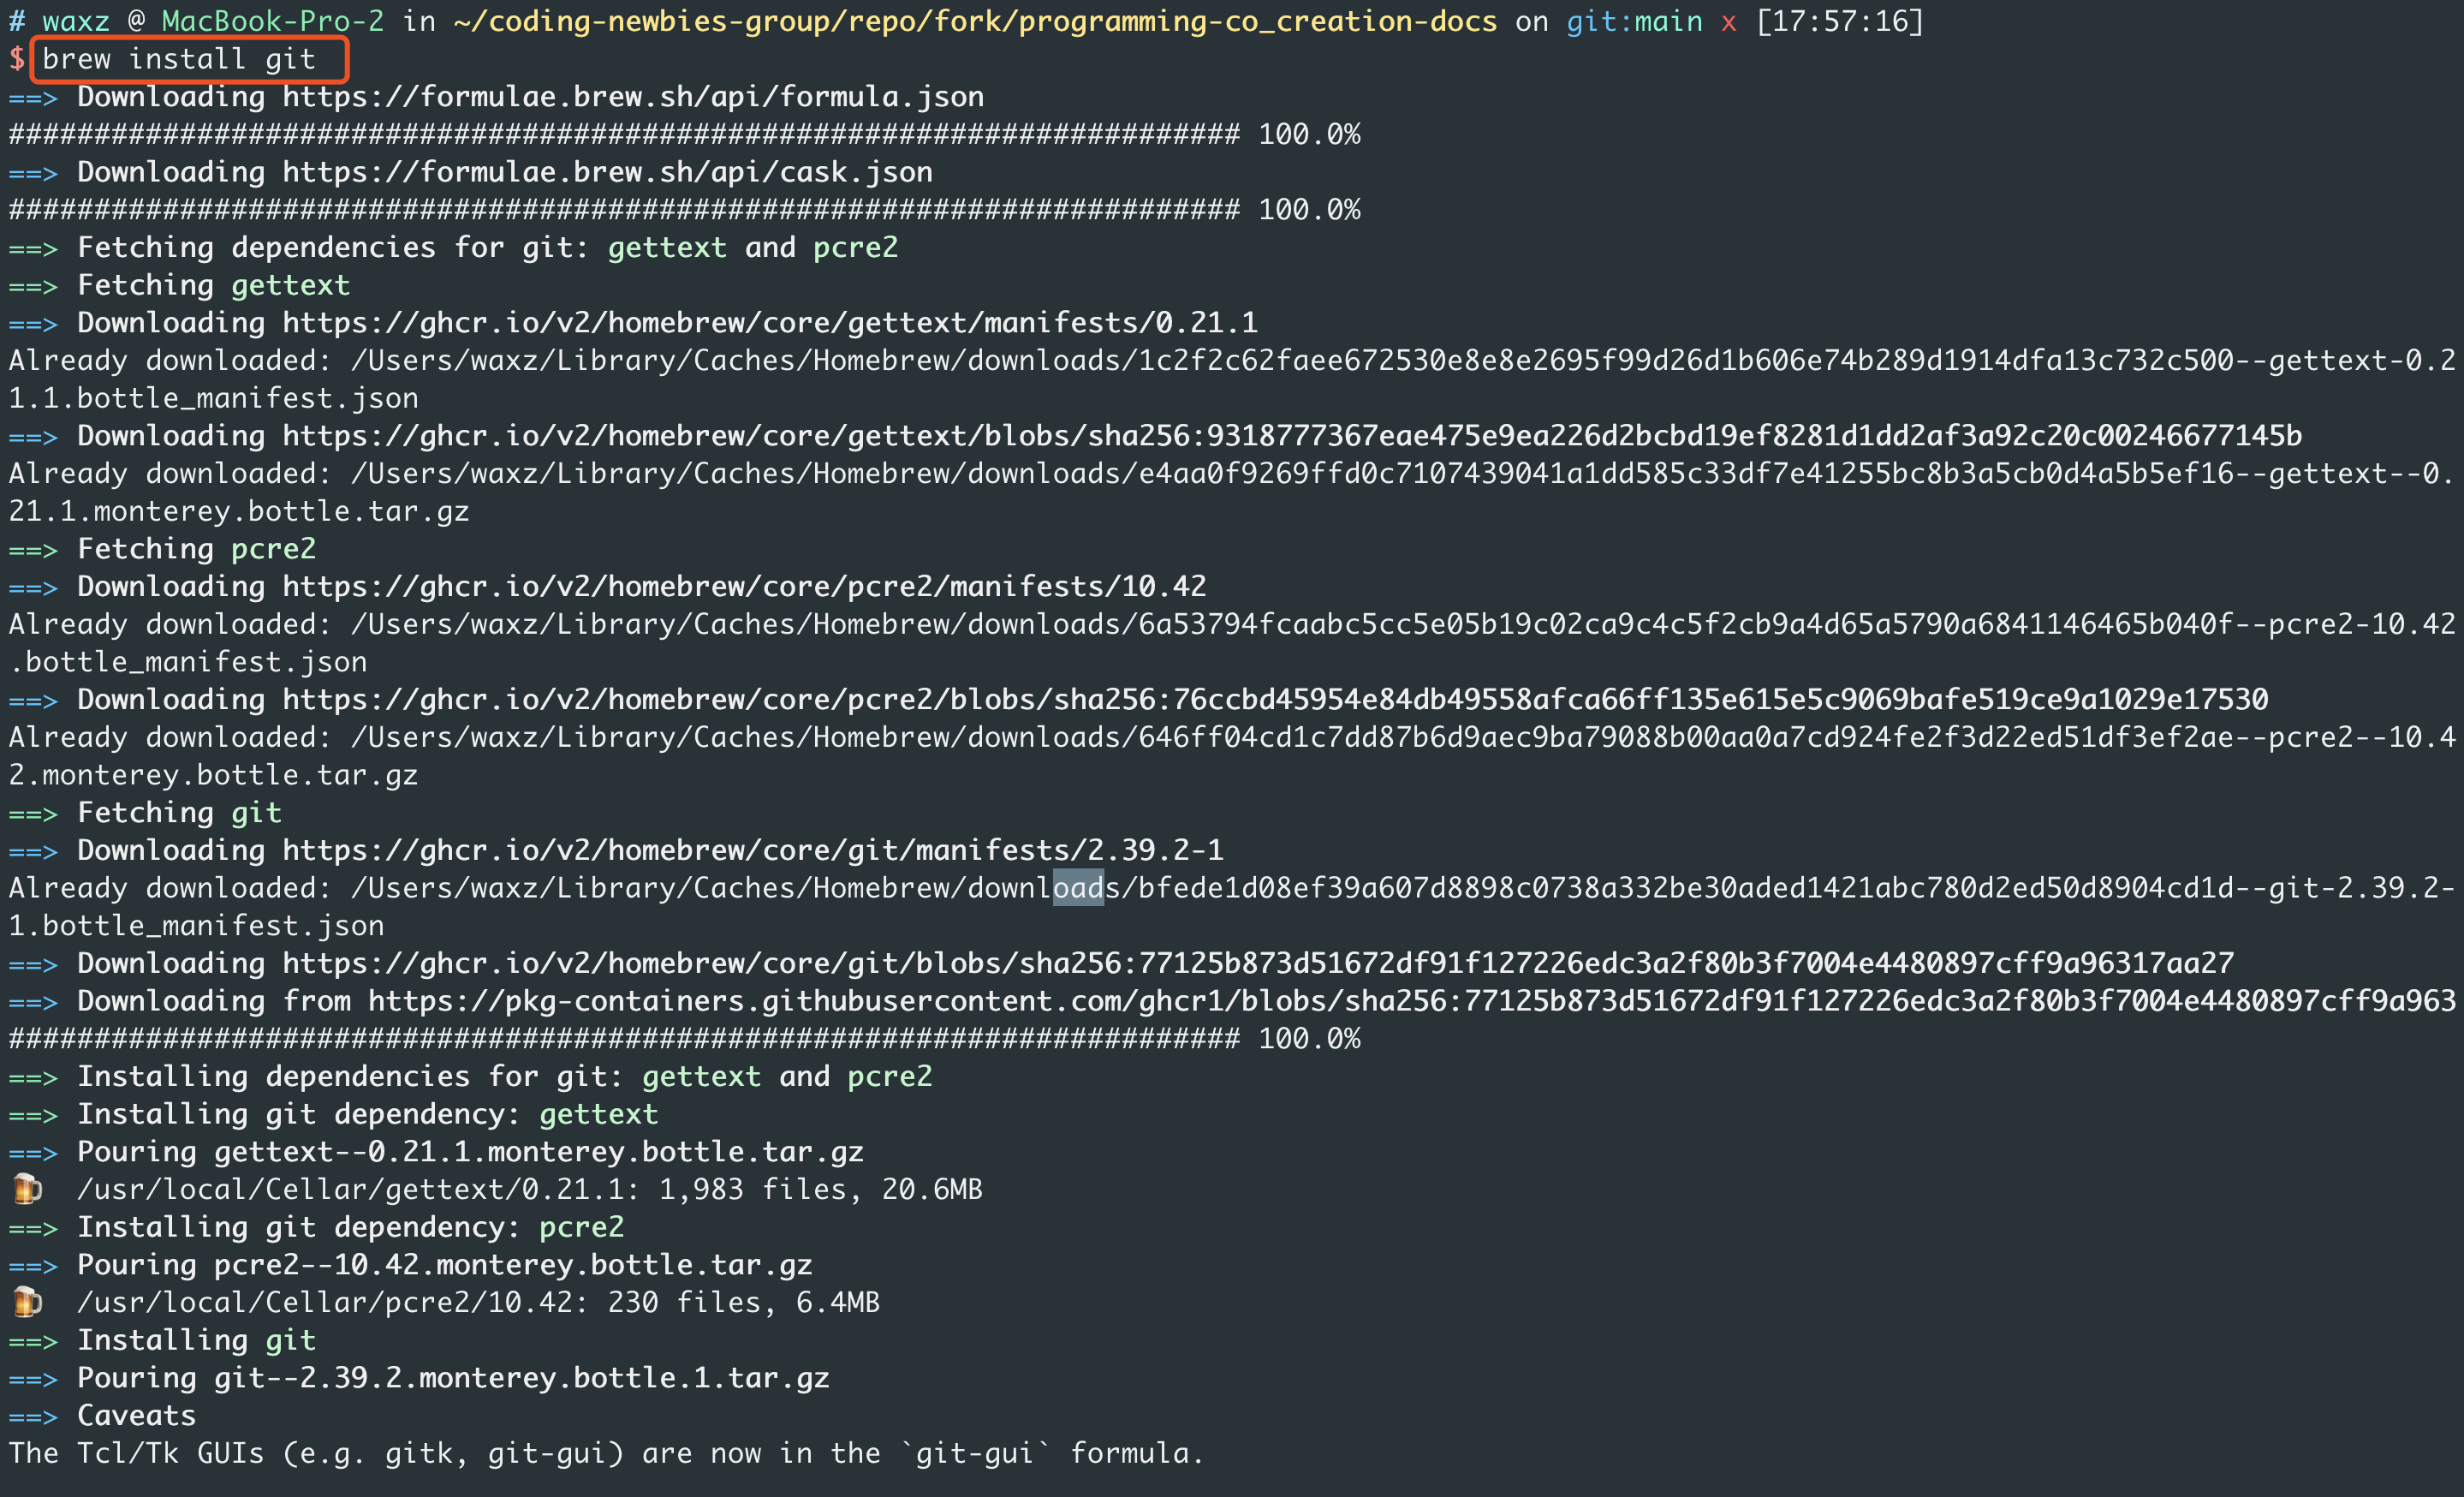 # waxz @ MacBook-Pro-2 in ~/coding-newbies-group/repo/fork/programming-co_creation-docs on git:main x [17:57:16]
$ brew install git
==> Downloading https://formulae.brew.sh/api/formula.json
######################################################################## 100.0%
==> Downloading https://formulae.brew.sh/api/cask.json
######################################################################## 100.0%
==> Fetching dependencies for git: gettext and pcre2
==> Fetching gettext
==> Downloading https://ghcr.io/v2/homebrew/core/gettext/manifests/0.21.1
Already downloaded: /Users/waxz/Library/Caches/Homebrew/downloads/1c2f2c62faee672530e8e8e2695f99d26d1b606e74b289d1914dfa13c732c500--gettext-0.2
1.1.bottle_manifest.json
==> Downloading https://ghcr.io/v2/homebrew/core/gettext/blobs/sha256:9318777367eae475e9ea226d2bcbd19ef8281d1dd2af3a92c20c00246677145b
Already downloaded: /Users/waxz/Library/Caches/Homebrew/downloads/e4aa0f9269ffd0c7107439041a1dd585c33df7e41255bc8b3a5cb0d4a5b5ef16--gettext--0.
21.1.monterey.bottle.tar.gz
==> Fetching pcre2
==> Downloading https://ghcr.io/v2/homebrew/core/pcre2/manifests/10.42
Already downloaded: /Users/waxz/Library/Caches/Homebrew/downloads/6a53794fcaabc5cc5e05b19c02ca9c4c5f2cb9a4d65a5790a6841146465b040f--pcre2-10.42
.bottle_manifest.json
==> Downloading https://ghcr.io/v2/homebrew/core/pcre2/blobs/sha256:76ccbd45954e84db49558afca66ff135e615e5c9069bafe519ce9a1029e17530
Already downloaded: /Users/waxz/Library/Caches/Homebrew/downloads/646ff04cd1c7dd87b6d9aec9ba79088b00aa0a7cd924fe2f3d22ed51df3ef2ae--pcre2--10.4
2.monterey.bottle.tar.gz
==> Fetching git
==> Downloading https://ghcr.io/v2/homebrew/core/git/manifests/2.39.2-1
Already downloaded: /Users/waxz/Library/Caches/Homebrew/downloads/bfede1d08ef39a607d8898c0738a332be30aded1421abc780d2ed50d8904cd1d--git-2.39.2-
1.bottle_manifest.json
==> Downloading https://ghcr.io/v2/homebrew/core/git/blobs/sha256:77125b873d51672df91f127226edc3a2f80b3f7004e4480897cff9a96317aa27
==> Downloading from https://pkg-containers.githubusercontent.com/ghcr1/blobs/sha256:77125b873d51672df91f127226edc3a2f80b3f7004e4480897cff9a963
######################################################################## 100.0%
==> Installing dependencies for git: gettext and pcre2
==> Installing git dependency: gettext
==> Pouring gettext--0.21.1.monterey.bottle.tar.gz
🍺  /usr/local/Cellar/gettext/0.21.1: 1,983 files, 20.6MB
==> Installing git dependency: pcre2
==> Pouring pcre2--10.42.monterey.bottle.tar.gz
🍺  /usr/local/Cellar/pcre2/10.42: 230 files, 6.4MB
==> Installing git
==> Pouring git--2.39.2.monterey.bottle.1.tar.gz
==> Caveats
The Tcl/Tk GUIs (e.g. gitk, git-gui) are now in the `git-gui` formula.